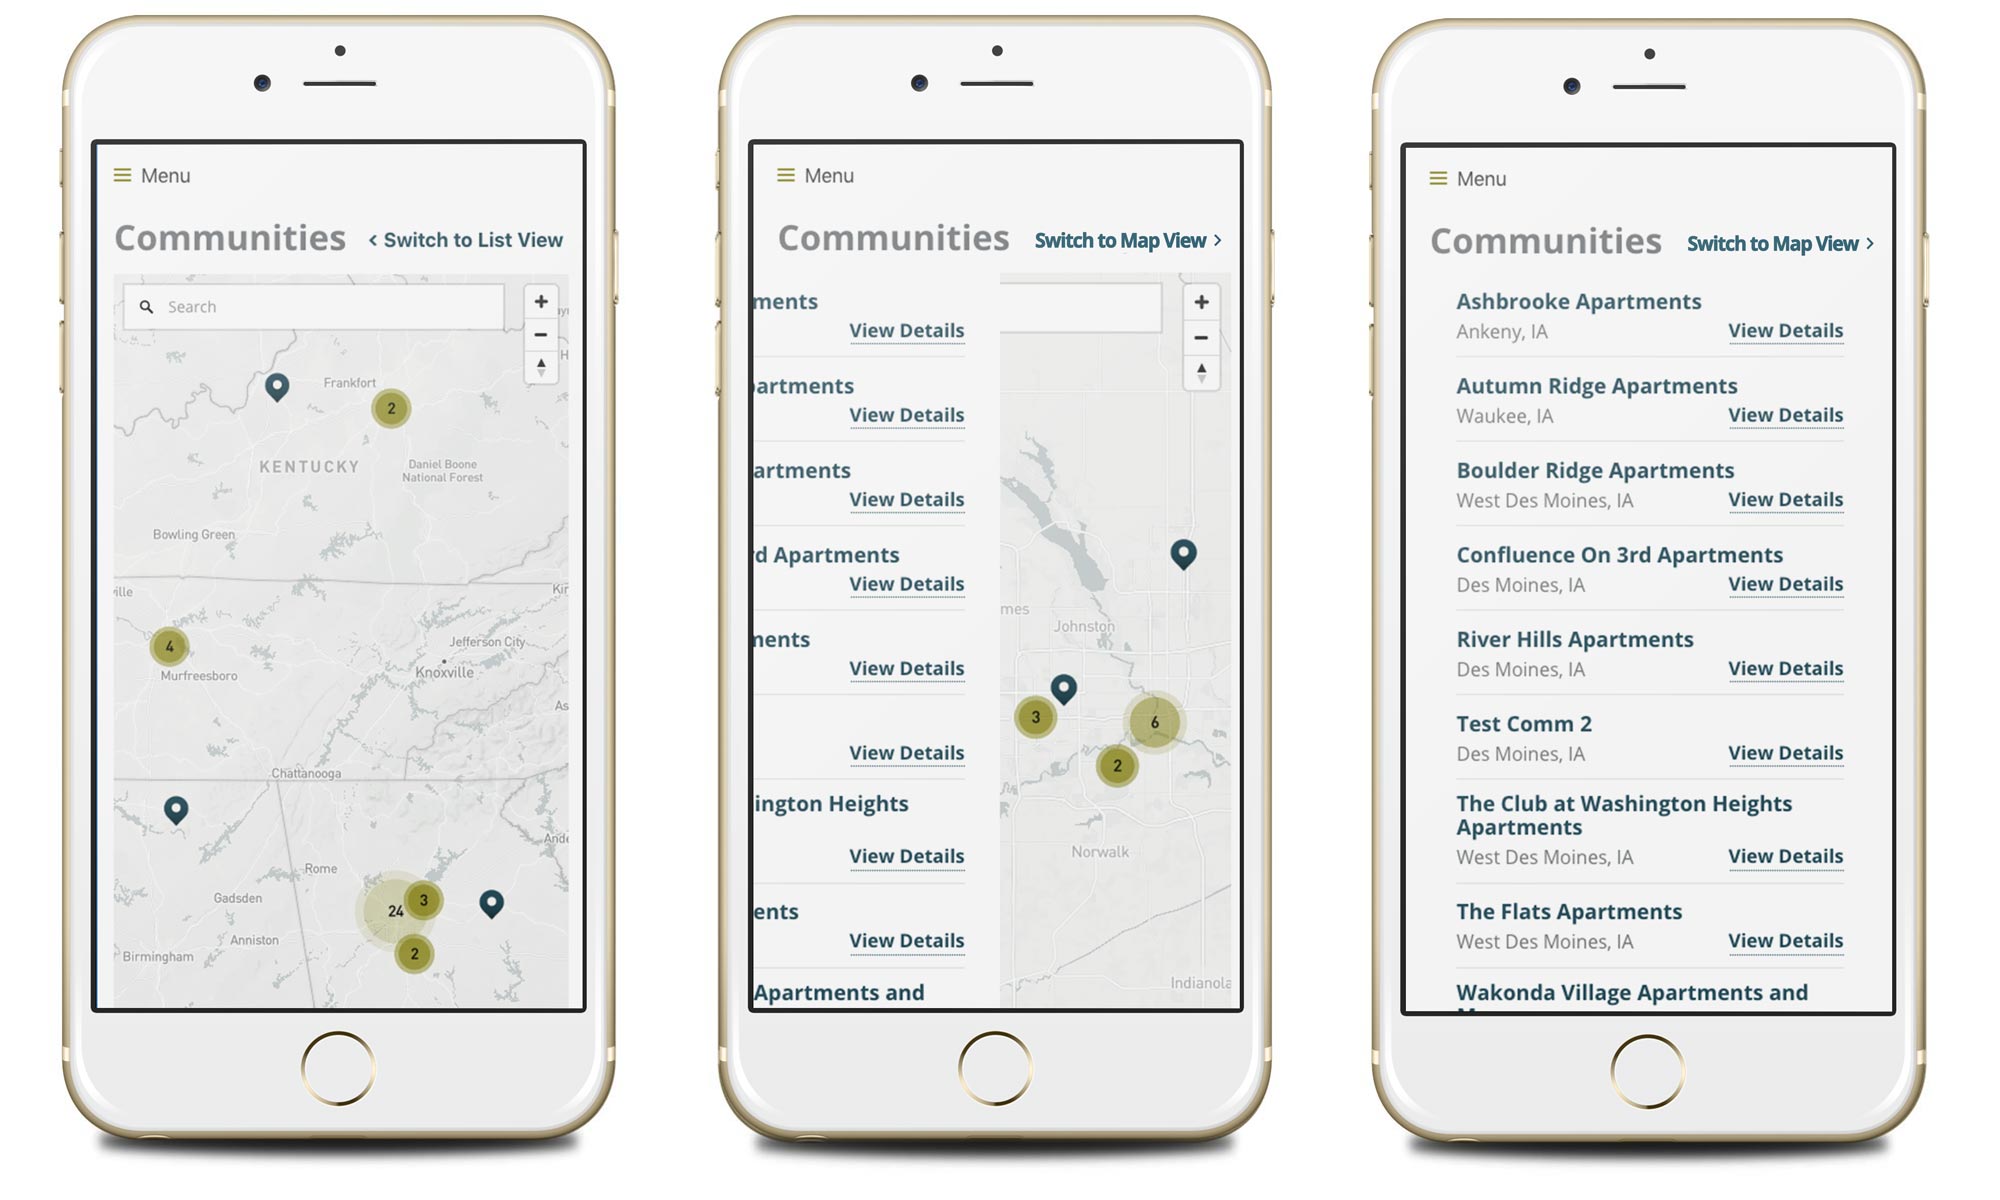 Menu
Communities
< Switch to List View
Search
+
−
Frankfort
2
KENTUCKY
Daniel Boone
National Forest
Bowling Green
ville
Kir
Jefferson City
4
Knoxville
Murfreesboro
As
Chattanooga
Ande
Rome
Gadsden
24
3
Anniston
2
Birmingham
Menu
Communities
Switch to Map View >
ments
View Details
+
−
partments
View Details
artments
View Details
rd Apartments
View Details
mes
Johnston
ments
View Details
3
6
View Details
2
ington Heights
View Details
Norwalk
ents
View Details
Indianola
Apartments and
Menu
Communities
Switch to Map View >
Ashbrooke Apartments
Ankeny, IA
View Details
Autumn Ridge Apartments
Waukee, IA
View Details
Boulder Ridge Apartments
West Des Moines, IA
View Details
Confluence On 3rd Apartments
Des Moines, IA
View Details
River Hills Apartments
Des Moines, IA
View Details
Test Comm 2
Des Moines, IA
View Details
The Club at Washington Heights
Apartments
West Des Moines, IA
View Details
The Flats Apartments
West Des Moines, IA
View Details
Wakonda Village Apartments and